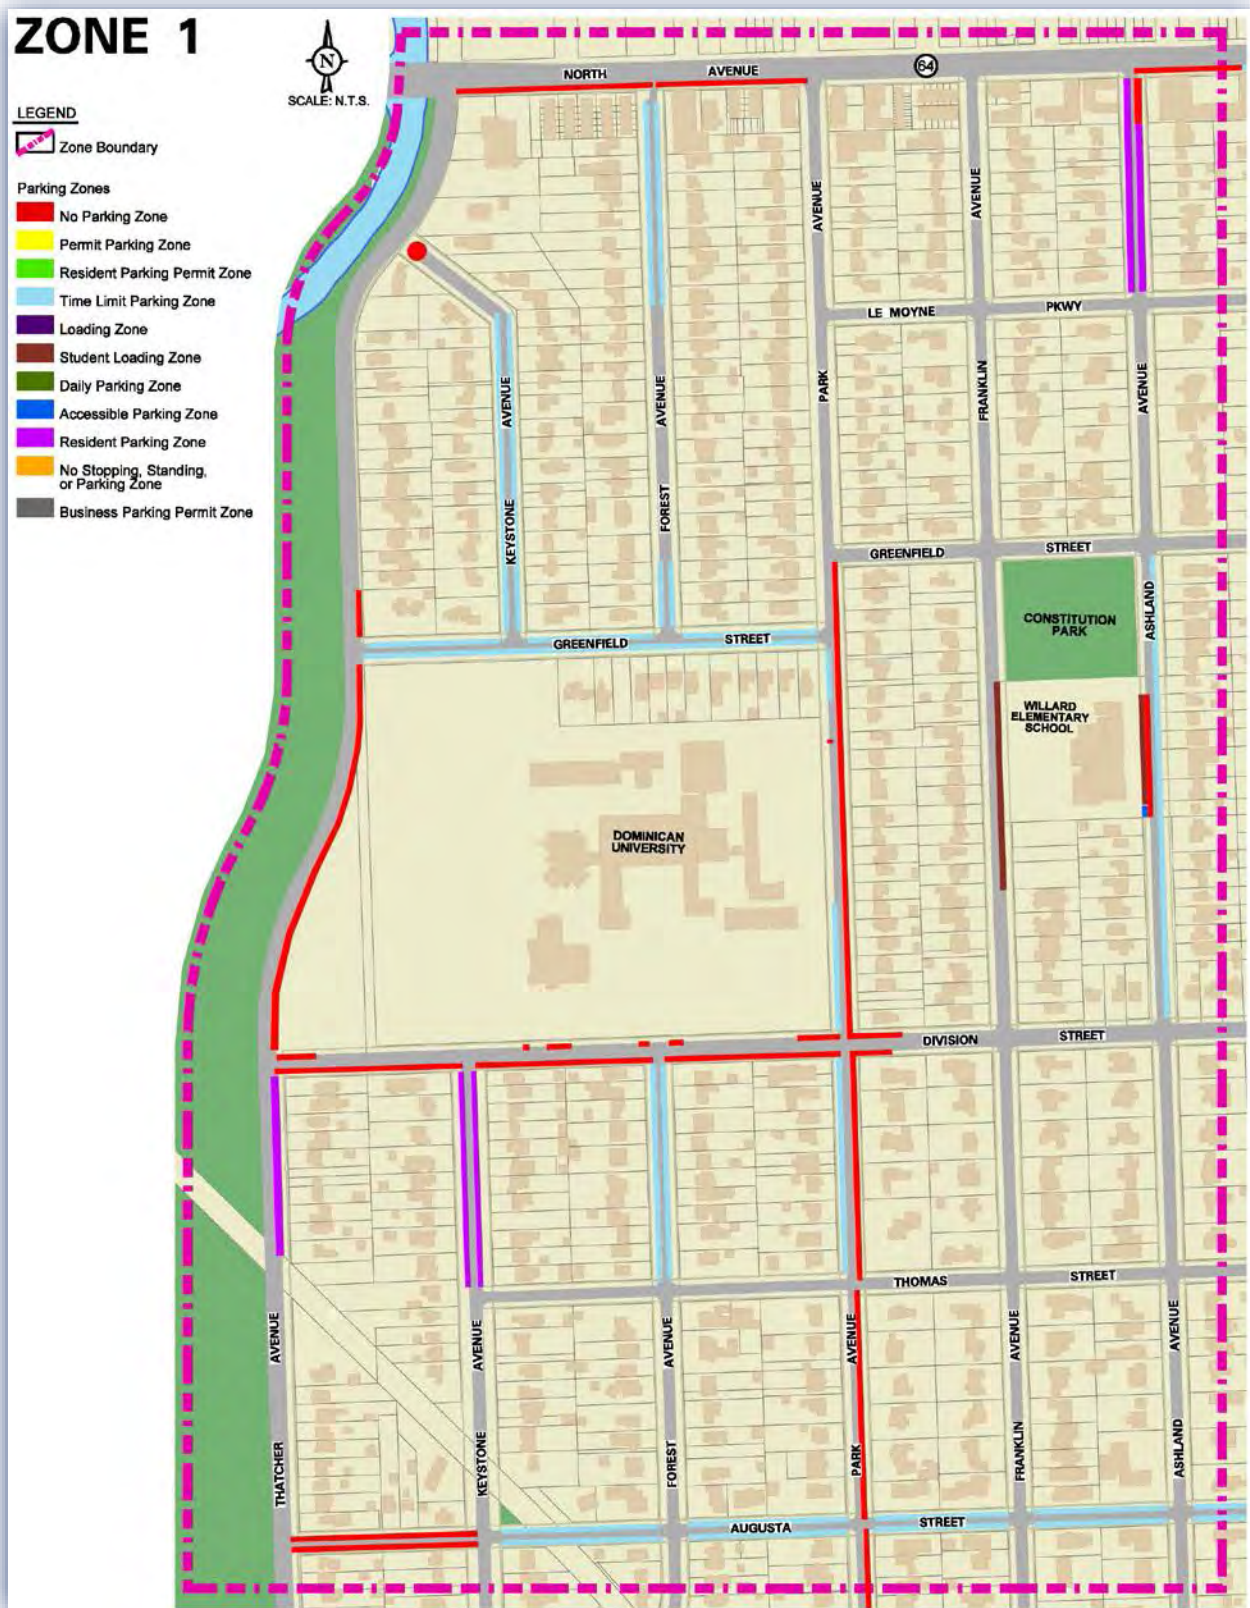 ZONE 1
N
SCALE: N.T.S.
LEGEND
Zone Boundary
Parking Zones
No Parking Zone
Permit Parking Zone
Resident Parking Permit Zone
Time Limit Parking Zone
Loading Zone
Student Loading Zone
Daily Parking Zone
Accessible Parking Zone
Resident Parking Zone
No Stopping, Standing,
or Parking Zone
Business Parking Permit Zone
NORTH AVENUE
64
AVENUE
AVENUE
LE MOYNE PKWY
AVENUE
AVENUE
PARK
FRANKLIN
AVENUE
KEYSTONE
FOREST
GREENFIELD STREET
ASHLAND
CONSTITUTION
PARK
GREENFIELD STREET
WILLARD
ELEMENTARY
SCHOOL
DOMINICAN
UNIVERSITY
DIVISION STREET
THOMAS STREET
AVENUE
AVENUE
AVENUE
AVENUE
AVENUE
AVENUE
THATCHER
KEYSTONE
FOREST
PARK
FRANKLIN
ASHLAND
AUGUSTA STREET